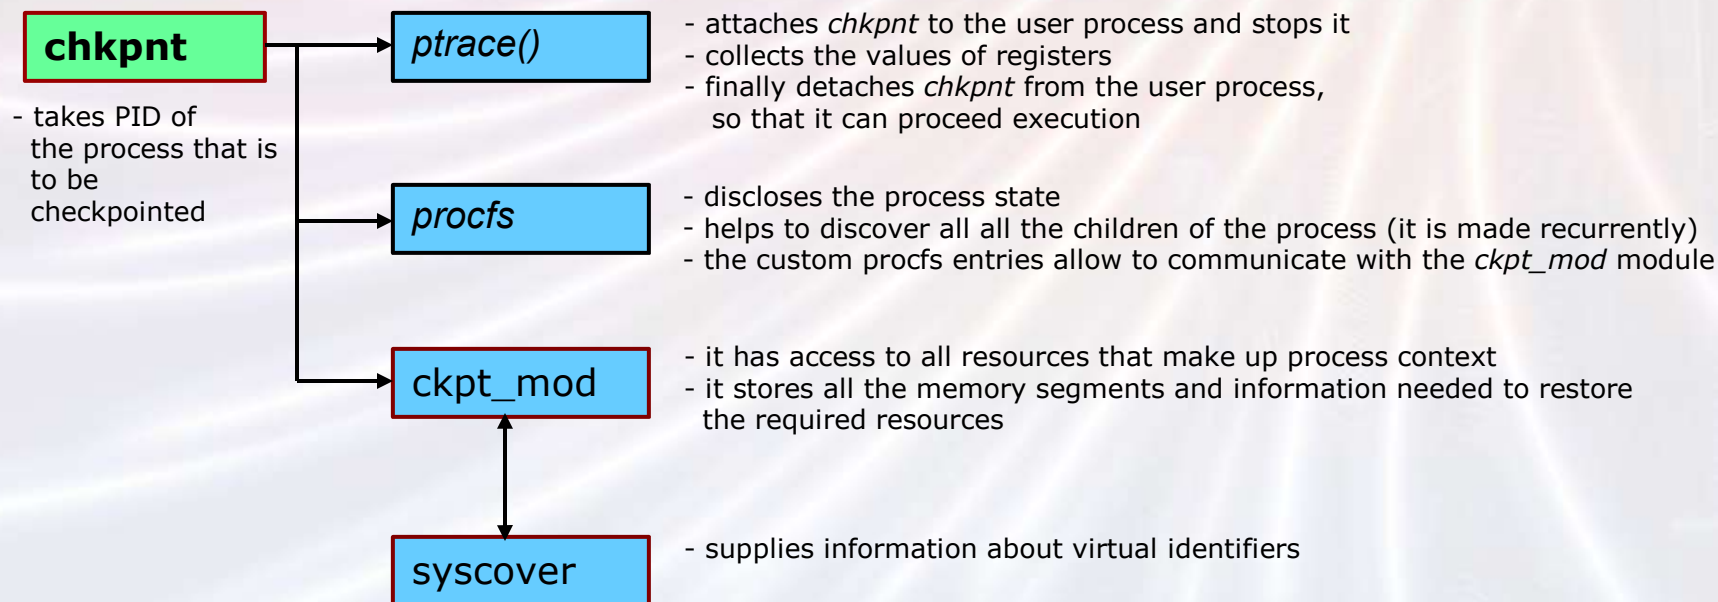 chkpnt
- takes PID of
the process that is
to be
checkpointed
ptrace()
- attaches chkpnt to the user process and stops it
- collects the values of registers
- finally detaches chkpnt from the user process,
so that it can proceed execution
procfs
- discloses the process state
- helps to discover all all the children of the process (it is made recurrently)
- the custom procfs entries allow to communicate with the ckpt_mod module
ckpt_mod
- it has access to all resources that make up process context
- it stores all the memory segments and information needed to restore
the required resources
syscover
- supplies information about virtual identifiers